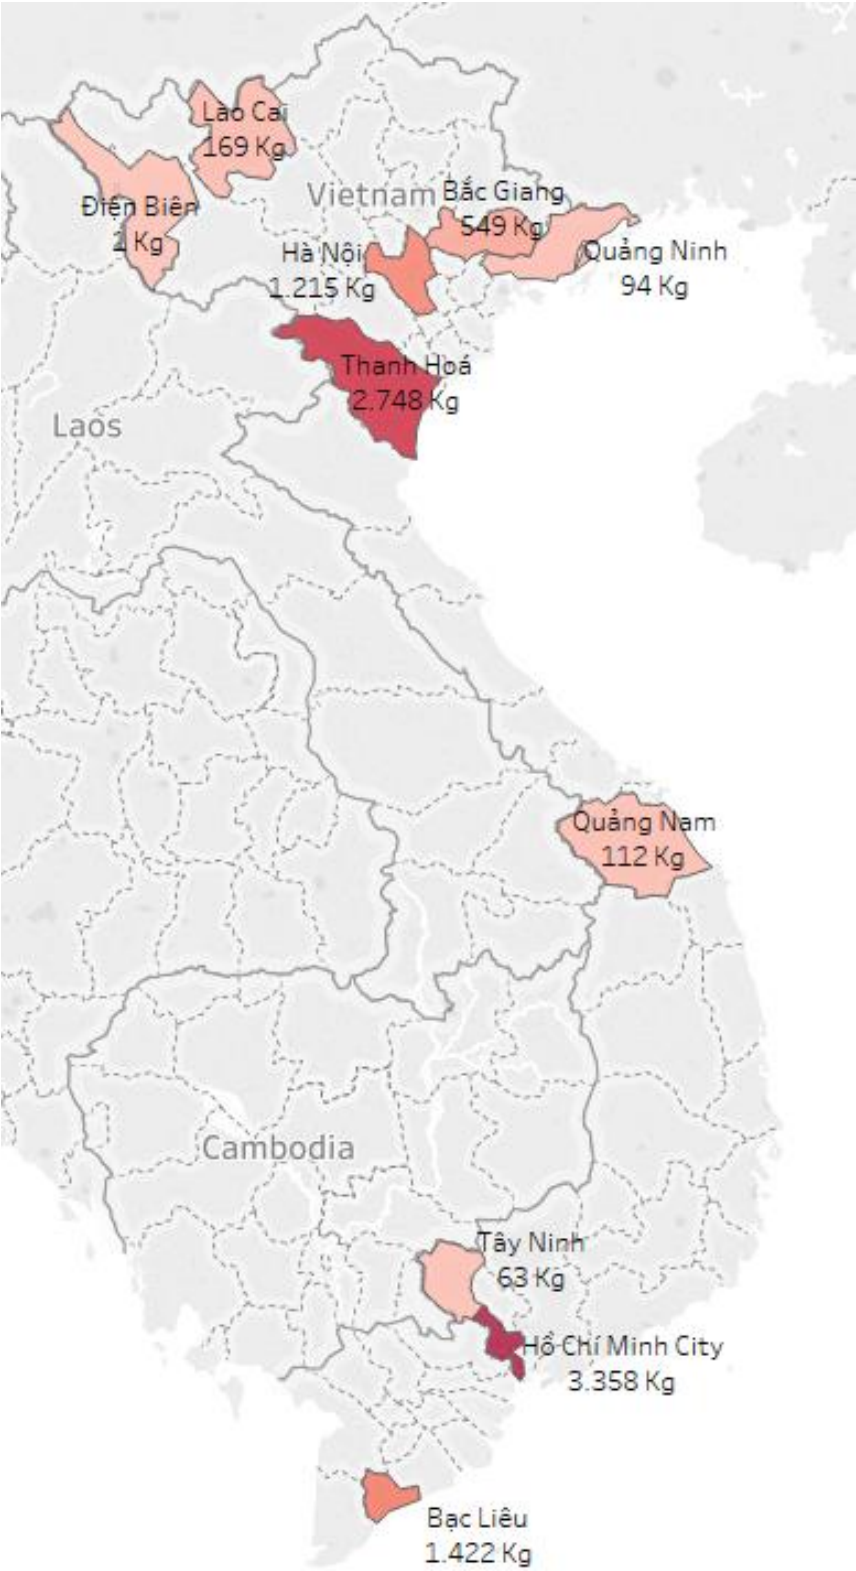 Lào Cai
169 Kg
Vietnam
Bắc Giang
549 Kg
Điện Biên
Kg
Hà Nội
1.215 Kg
Quảng Ninh
94 Kg
Thanh Hoá
2.748 Kg
Laos
Quảng Nam
112 Kg
Cambodia
Tây Ninh
63 Kg
Hồ Chí Minh City
3.358 Kg
Bạc Liêu
1.422 Kg